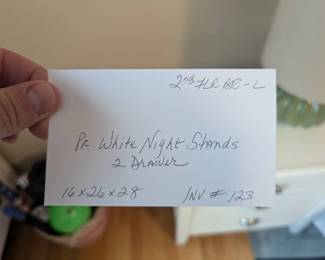 2nd FLR BR - L
Pr. White Night Stands
2 Drawer
16x26x28 INV # 123